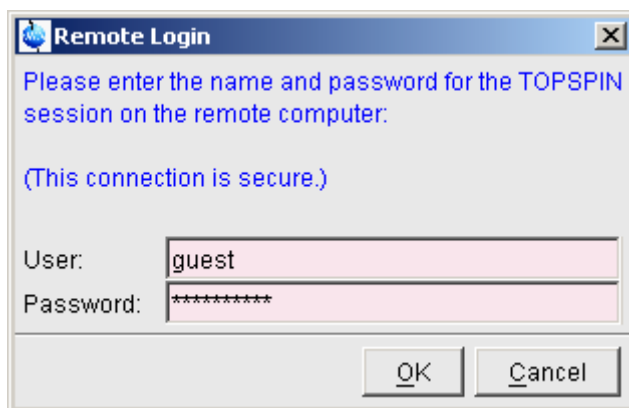 Remote Login
Please enter the name and password for the TOPSPIN
session on the remote computer:
(This connection is secure.)
User: guest
Password: **********
OK Cancel